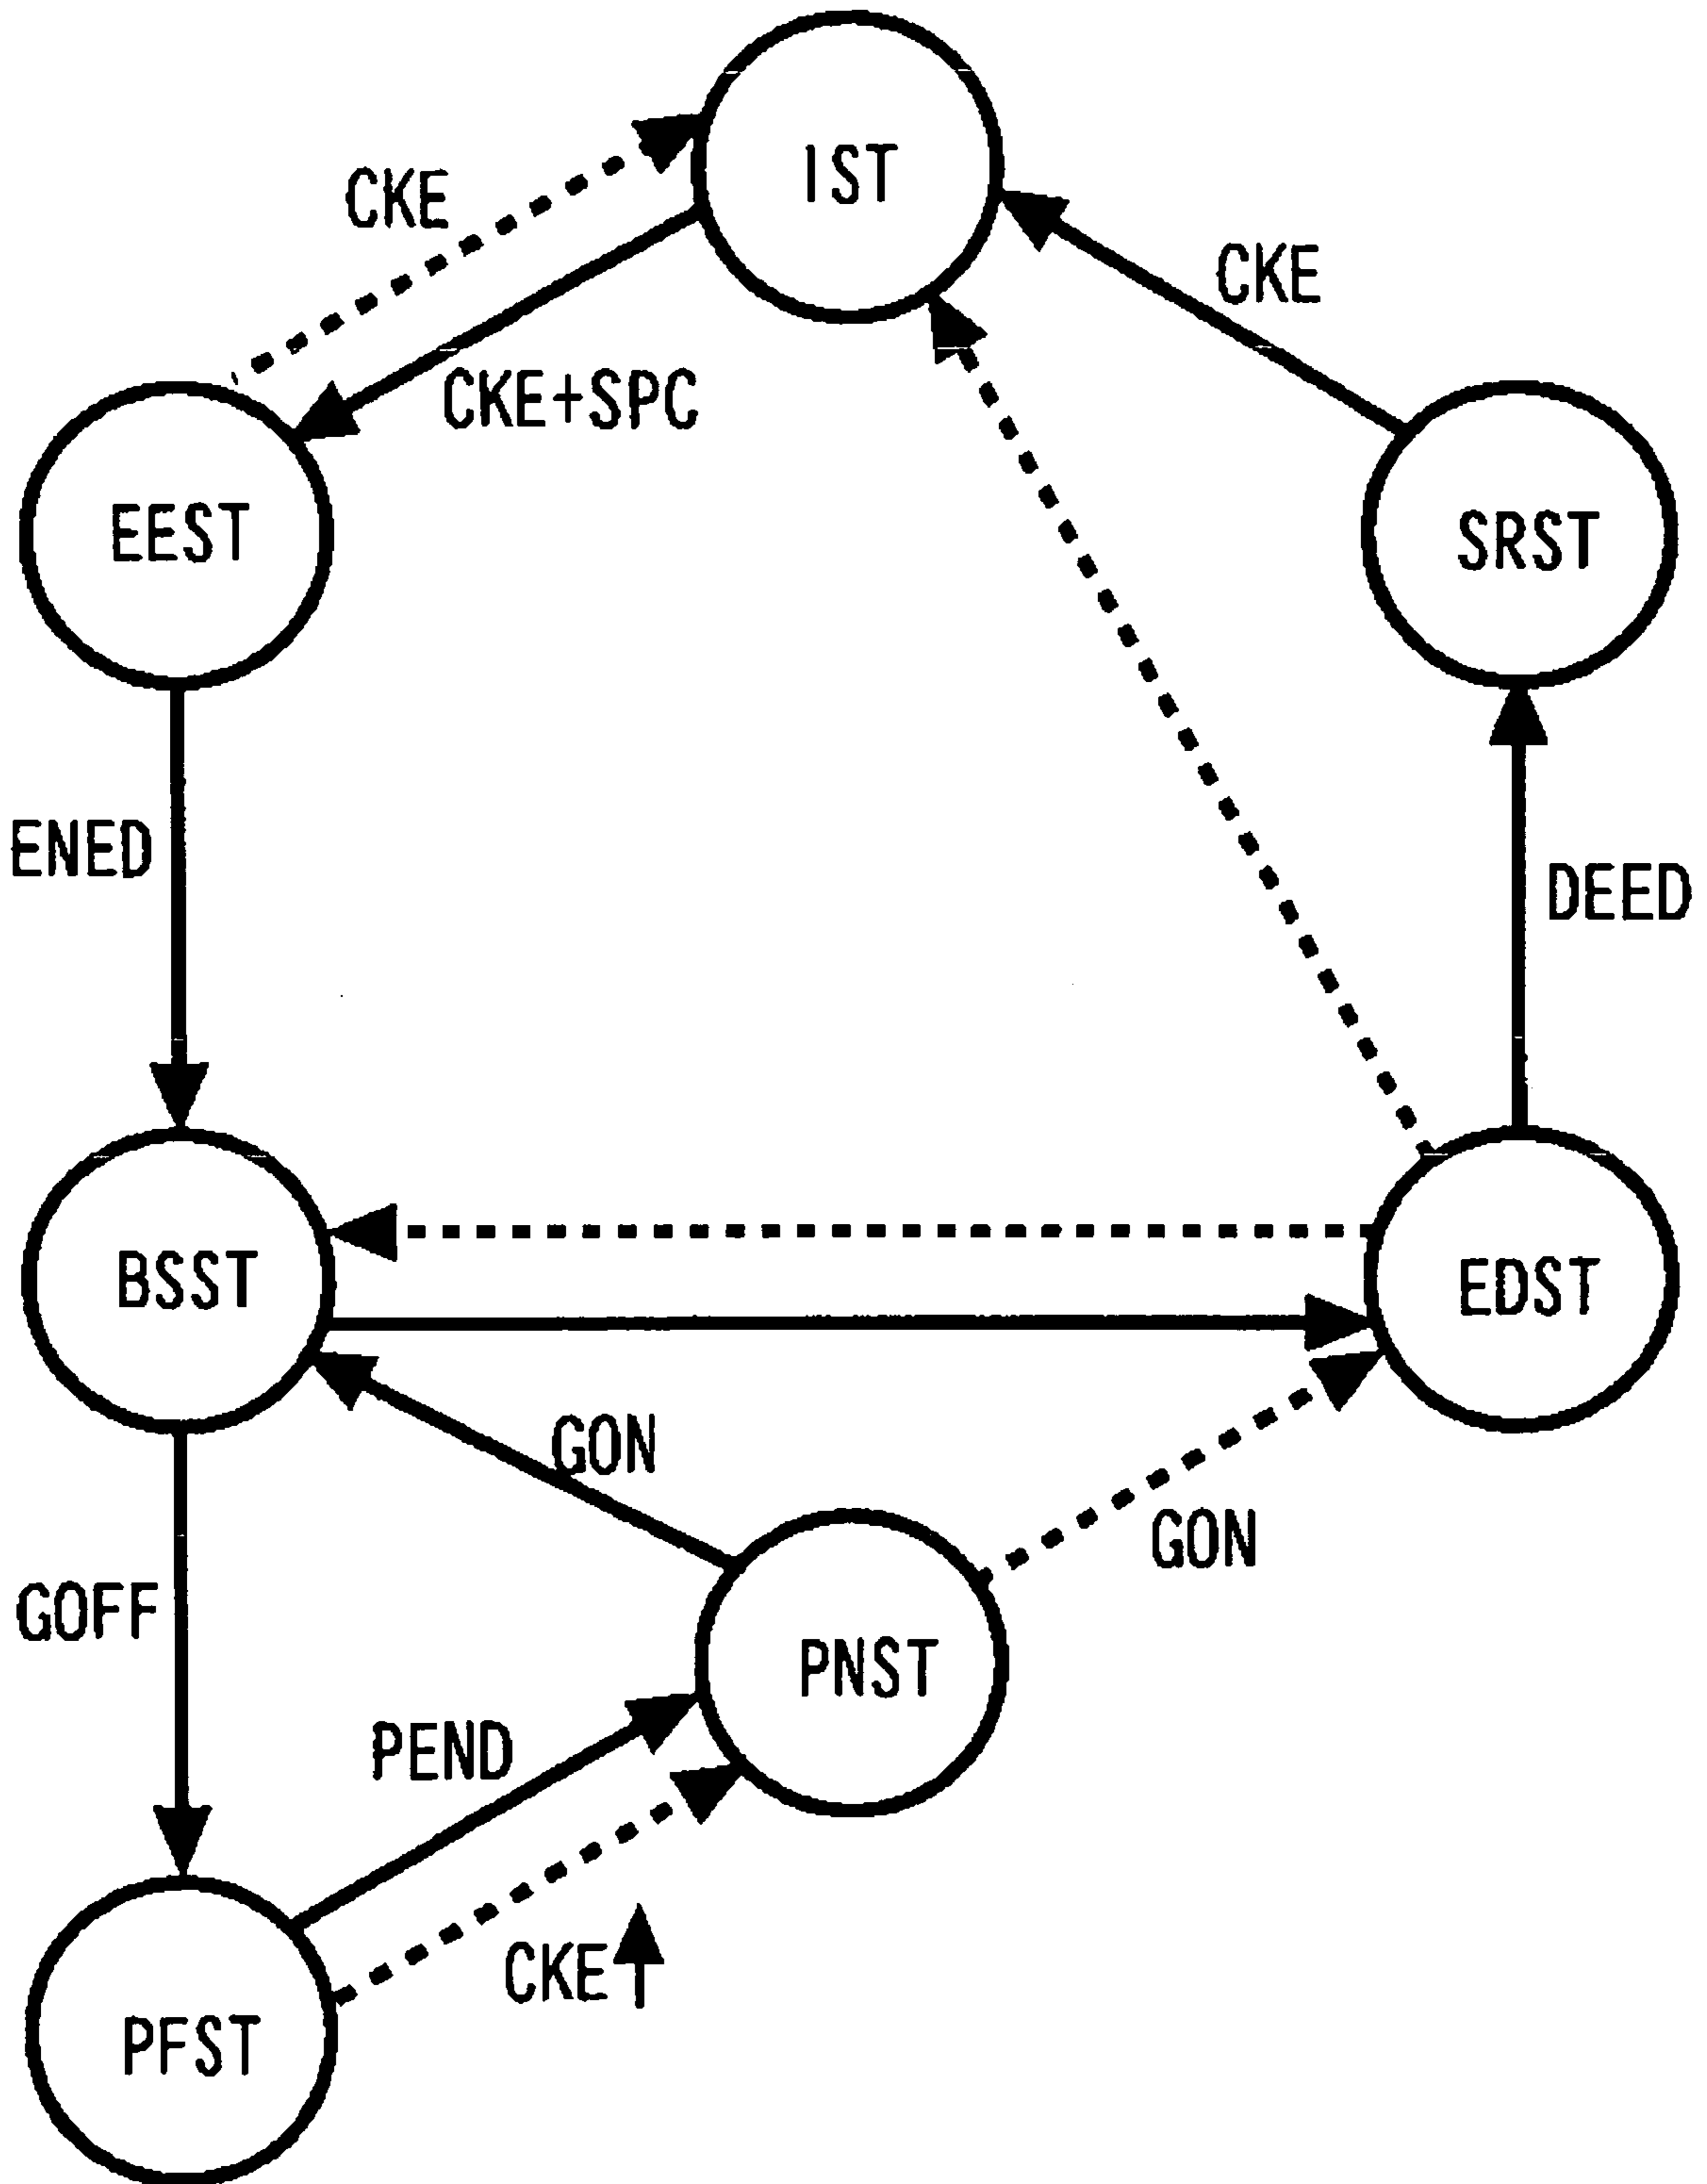 IST
CKE
CKE
CKE+SPC
EEST
SRST
ENED
DEED
BSST
EDST
GON
GON
GOFF
PNST
PEND
CKE↑
PFST